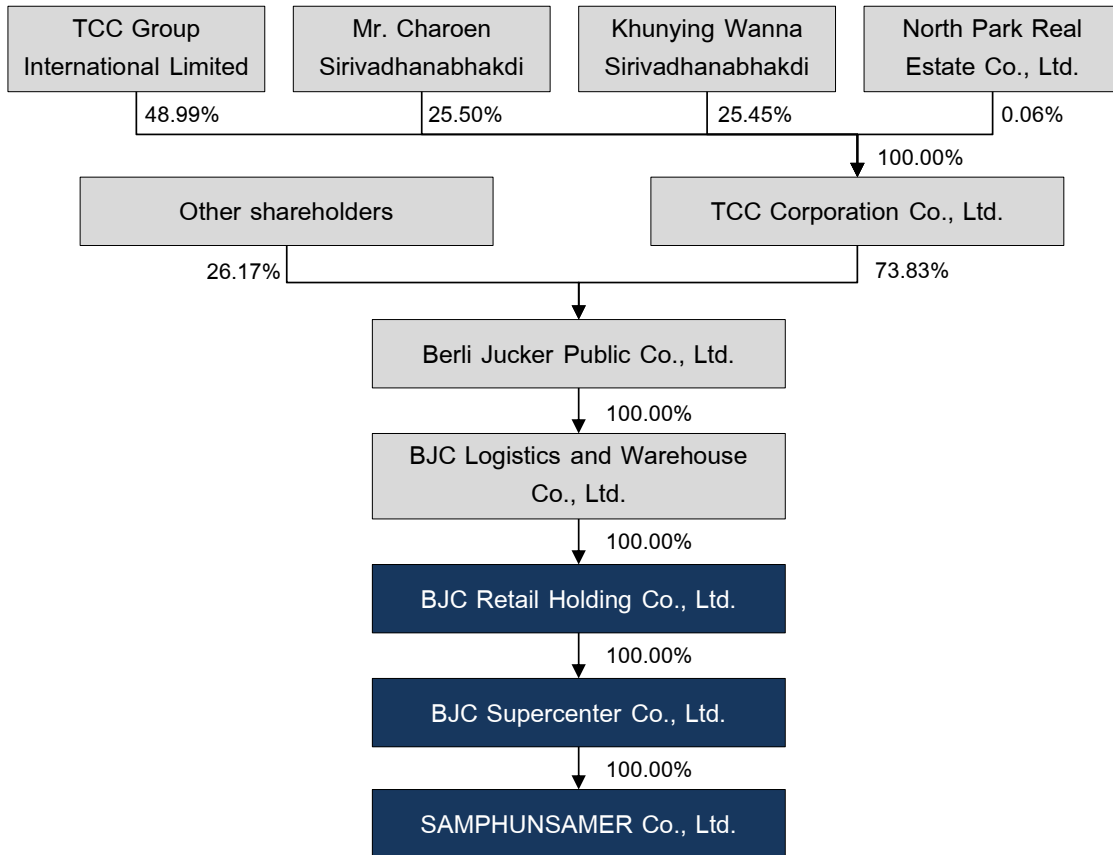 TCC Group
International Limited
Mr. Charoen
Sirivadhanabhakdi
Khunying Wanna
Sirivadhanabhakdi
North Park Real
Estate Co., Ltd.
48.99%
25.50%
25.45%
0.06%
100.00%
Other shareholders
TCC Corporation Co., Ltd.
26.17%
73.83%
Berli Jucker Public Co., Ltd.
100.00%
BJC Logistics and Warehouse
Co., Ltd.
100.00%
BJC Retail Holding Co., Ltd.
100.00%
BJC Supercenter Co., Ltd.
100.00%
SAMPHUNSAMER Co., Ltd.